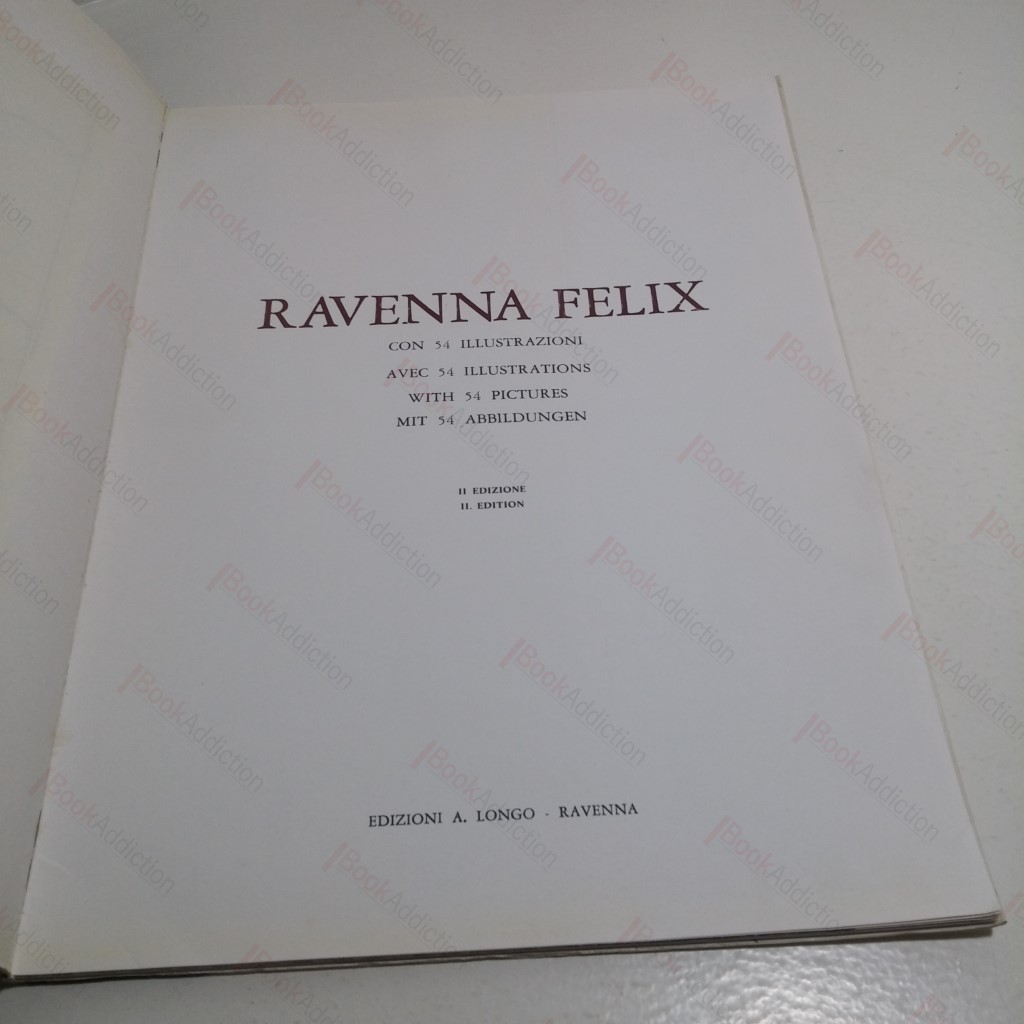 RAVENNA FELIX
CON 54 ILLUSTRAZIONI
AVEC 54 ILLUSTRATIONS
WITH 54 PICTURES
MIT 54 ABBILDUNGEN
II EDIZIONE
II. EDITION
EDIZIONI A. LONGO - RAVENNA
BookAddiction